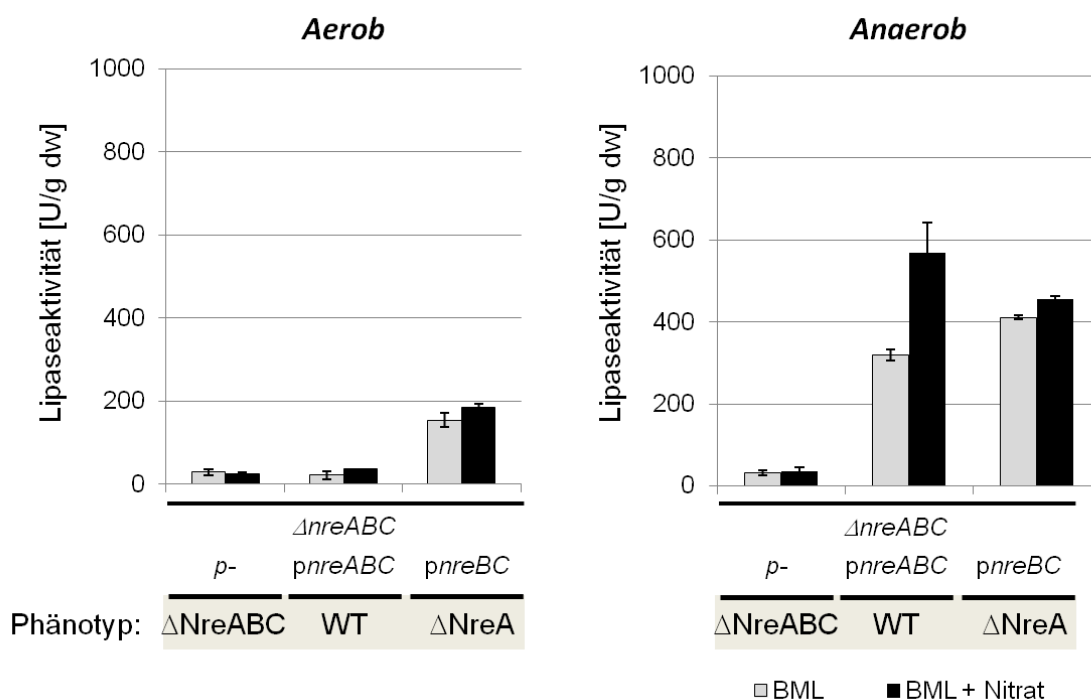 Aerob
Lipaseaktivität [U/g dw]
1000
800
600
400
200
0
ΔnreABC
p- pnreABC pnreBC
Phänotyp: ΔNreABC WT ΔNreA
Anaerob
Lipaseaktivität [U/g dw]
1000
800
600
400
200
0
ΔnreABC
p- pnreABC pnreBC
ΔNreABC WT ΔNreA
BML BML + Nitrat